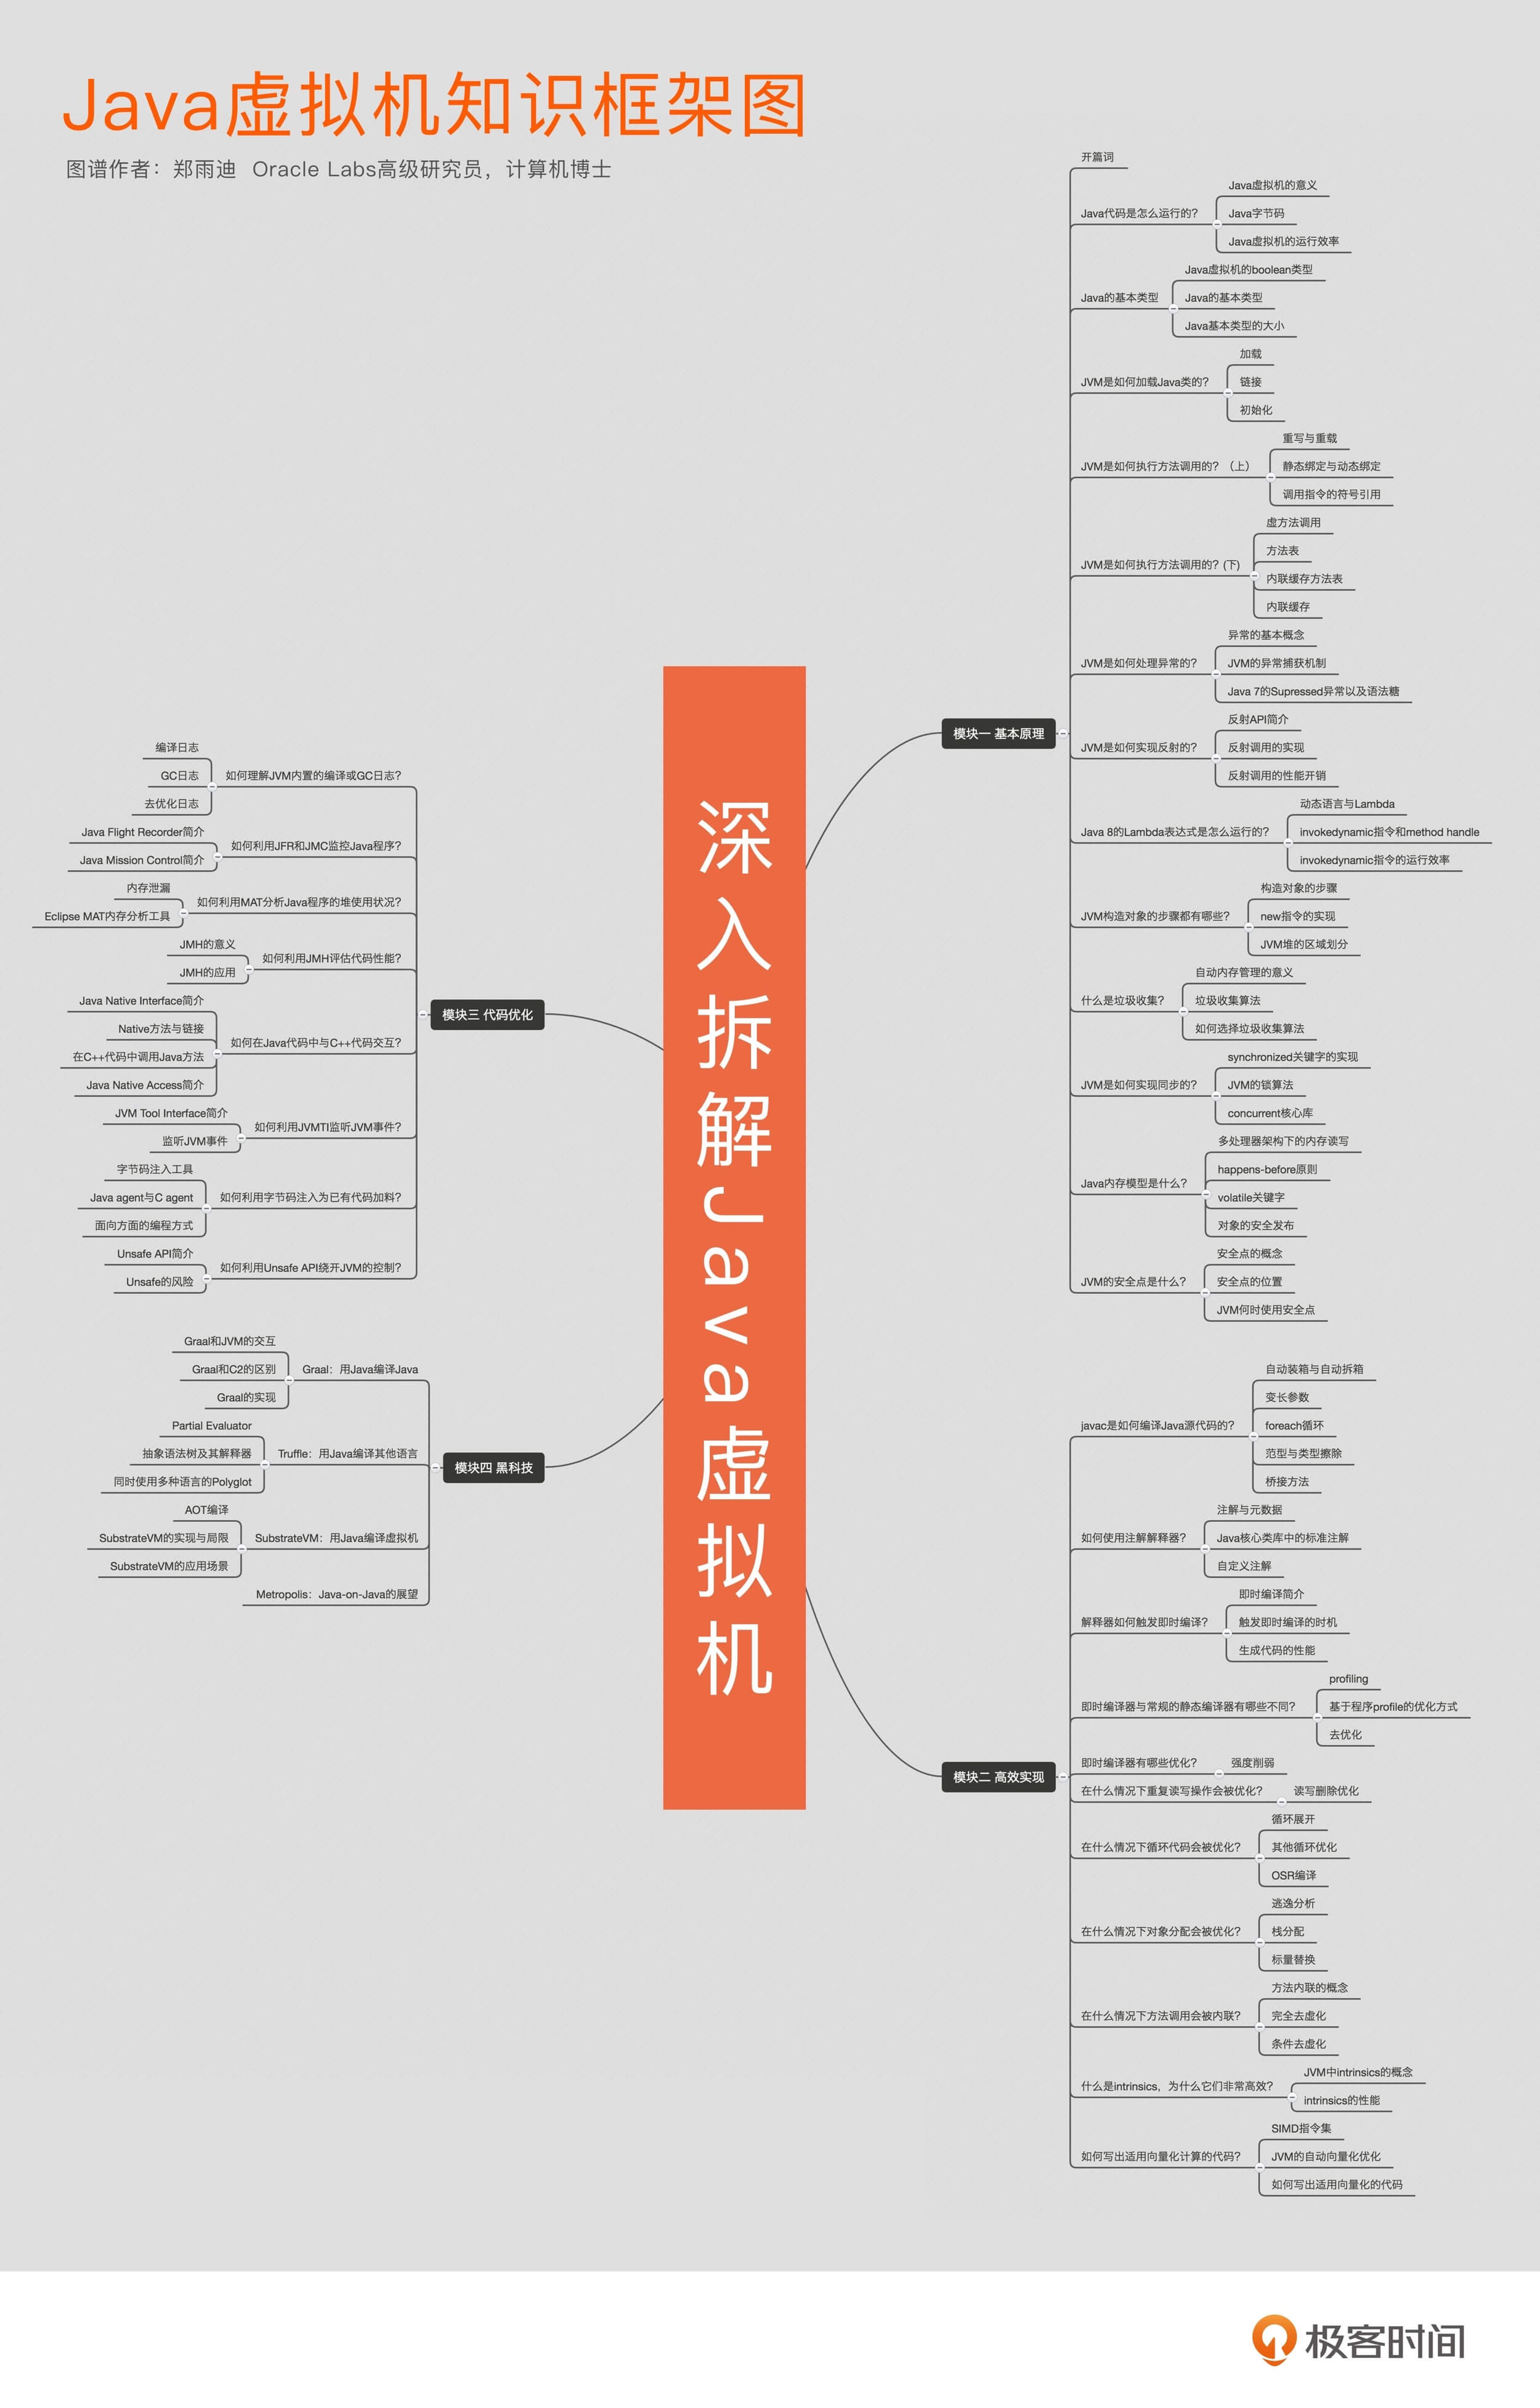 Java虚拟机知识框架图
图谱作者：郑雨迪 Oracle Labs高级研究员，计算机博士
深入拆解Java虚拟机
模块一 基本原理
开篇词
Java代码是怎么运行的？
Java虚拟机的意义
Java字节码
Java虚拟机的运行效率
Java的基本类型
Java虚拟机的boolean类型
Java的基本类型
Java基本类型的大小
JVM是如何加载Java类的？
加载
链接
初始化
JVM是如何执行方法调用的？（上）
重写与重载
静态绑定与动态绑定
调用指令的符号引用
JVM是如何执行方法调用的？(下)
虚方法调用
方法表
内联缓存方法表
内联缓存
JVM是如何处理异常的？
异常的基本概念
JVM的异常捕获机制
Java 7的Supressed异常以及语法糖
JVM是如何实现反射的？
反射API简介
反射调用的实现
反射调用的性能开销
Java 8的Lambda表达式是怎么运行的？
动态语言与Lambda
invokedynamic指令和method handle
invokedynamic指令的运行效率
JVM构造对象的步骤都有哪些？
构造对象的步骤
new指令的实现
JVM堆的区域划分
什么是垃圾收集？
自动内存管理的意义
垃圾收集算法
如何选择垃圾收集算法
JVM是如何实现同步的？
synchronized关键字的实现
JVM的锁算法
concurrent核心库
Java内存模型是什么？
多处理器架构下的内存读写
happens-before原则
volatile关键字
对象的安全发布
JVM的安全点是什么？
安全点的概念
安全点的位置
JVM何时使用安全点
模块二 高效实现
javac是如何编译Java源代码的？
自动装箱与自动拆箱
变长参数
foreach循环
范型与类型擦除
桥接方法
如何使用注解解释器？
注解与元数据
Java核心类库中的标准注解
自定义注解
解释器如何触发即时编译？
即时编译简介
触发即时编译的时机
生成代码的性能
即时编译器与常规的静态编译器有哪些不同？
profiling
基于程序profile的优化方式
去优化
即时编译器有哪些优化？
强度削弱
在什么情况下重复读写操作会被优化？
读写删除优化
在什么情况下循环代码会被优化？
循环展开
其他循环优化
OSR编译
在什么情况下对象分配会被优化？
逃逸分析
栈分配
标量替换
在什么情况下方法调用会被内联？
方法内联的概念
完全去虚化
条件去虚化
什么是intrinsics，为什么它们非常高效？
JVM中intrinsics的概念
intrinsics的性能
如何写出适用向量化计算的代码？
SIMD指令集
JVM的自动向量化优化
如何写出适用向量化的代码
模块三 代码优化
如何理解JVM内置的编译或GC日志？
编译日志
GC日志
去优化日志
如何利用JFR和JMC监控Java程序？
Java Flight Recorder简介
Java Mission Control简介
如何利用MAT分析Java程序的堆使用状况？
内存泄漏
Eclipse MAT内存分析工具
如何利用JMH评估代码性能？
JMH的意义
JMH的应用
如何在Java代码中与C++代码交互？
Java Native Interface简介
Native方法与链接
在C++代码中调用Java方法
Java Native Access简介
如何利用JVMTI监听JVM事件？
JVM Tool Interface简介
监听JVM事件
如何利用字节码注入为已有代码加料？
字节码注入工具
Java agent与C agent
面向方面的编程方式
如何利用Unsafe API绕开JVM的控制？
Unsafe API简介
Unsafe的风险
模块四 黑科技
Graal：用Java编译Java
Graal和JVM的交互
Graal和C2的区别
Graal的实现
Truffle：用Java编译其他语言
Partial Evaluator
抽象语法树及其解释器
同时使用多种语言的Polyglot
SubstrateVM：用Java编译虚拟机
AOT编译
SubstrateVM的实现与局限
SubstrateVM的应用场景
Metropolis：Java-on-Java的展望
极客时间